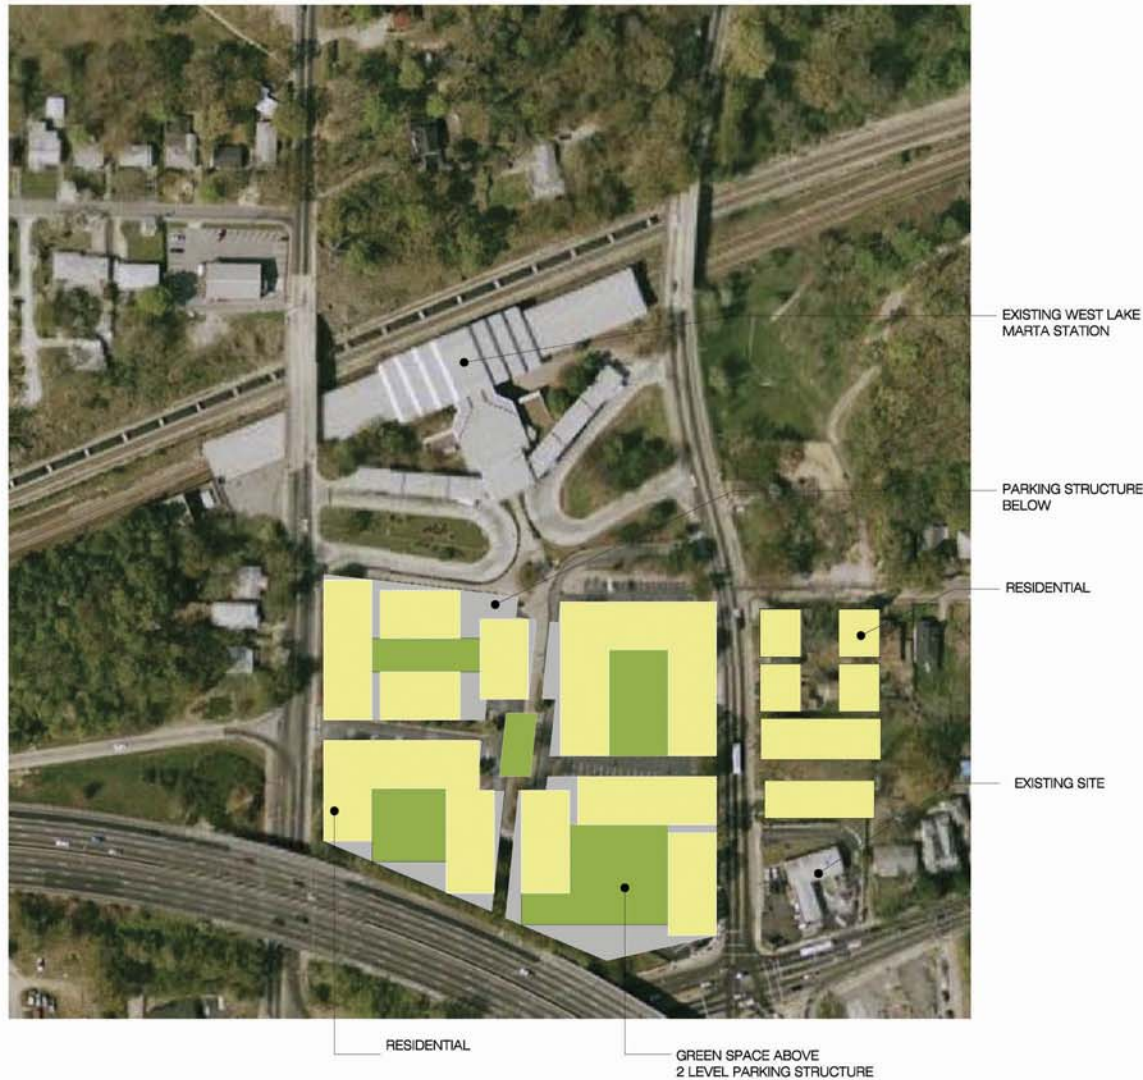 EXISTING WEST LAKE
MARTA STATION
PARKING STRUCTURE
BELOW
RESIDENTIAL
EXISTING SITE
RESIDENTIAL
GREEN SPACE ABOVE
2 LEVEL PARKING STRUCTURE